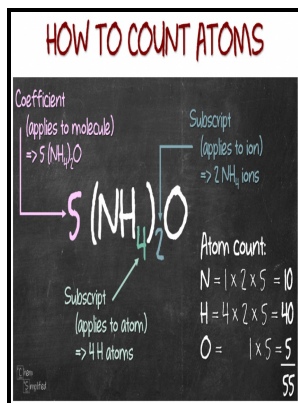 HOW TO COUNT ATOMS
Coefficient
(applies to molecule)
=> 5 (NH₄)₂O
Subscript
(applies to ion)
=> 2 NH₄ ions
5 (NH₄)₂O
Subscript
(applies to atom)
=> 4 H atoms
Atom count:
N = 1 x 2 x 5 = 10
H = 4 x 2 x 5 = 40
O = 1 x 5 = 5
55
Chem
Simplified